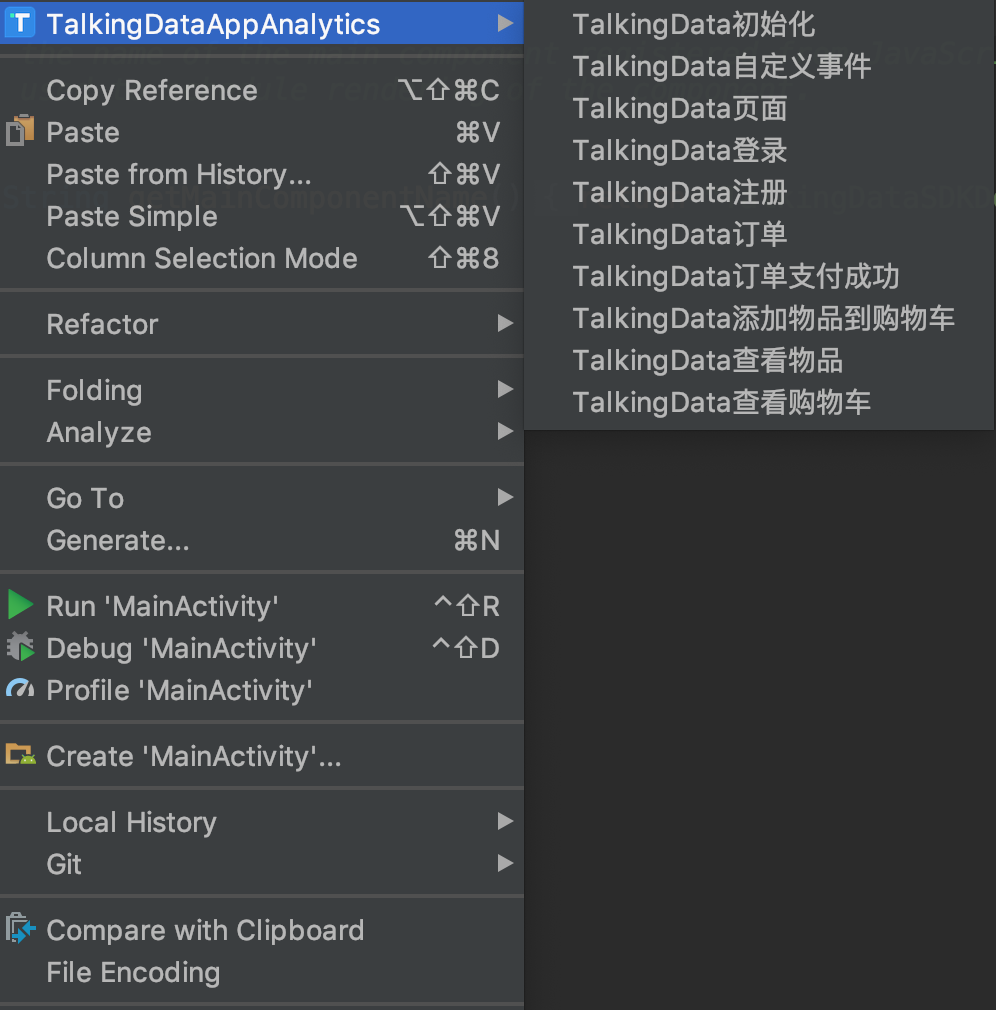 TalkingDataAppAnalytics
Copy Reference ⌥⇧⌘C
Paste ⌘V
Paste from History... ⇧⌘V
Paste Simple ⌥⇧⌘V
Column Selection Mode ⇧⌘8
Refactor
Folding
Analyze
Go To
Generate... ⌘N
Run 'MainActivity' ^⇧R
Debug 'MainActivity' ^⇧D
Profile 'MainActivity'
Create 'MainActivity'...
Local History
Git
Compare with Clipboard
File Encoding
TalkingData初始化
TalkingData自定义事件
TalkingData页面
TalkingData登录
TalkingData注册
TalkingData订单
TalkingData订单支付成功
TalkingData添加物品到购物车
TalkingData查看物品
TalkingData查看购物车